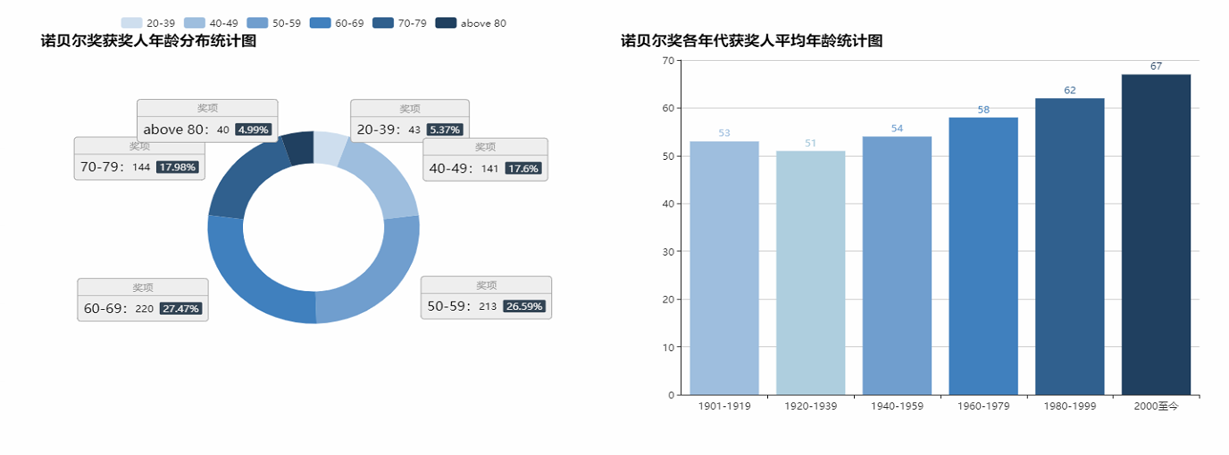 20-39 40-49 50-59 60-69 70-79 above 80
诺贝尔奖获奖人年龄分布统计图
奖项
above 80: 40 4.99%
奖项
20-39: 43 5.37%
奖项
70-79: 144 17.98%
奖项
40-49: 141 17.6%
奖项
60-69: 220 27.47%
奖项
50-59: 213 26.59%
诺贝尔奖各年代获奖人平均年龄统计图
70
60
50
40
30
20
10
0
53
51
54
58
62
67
1901-1919 1920-1939 1940-1959 1960-1979 1980-1999 2000至今